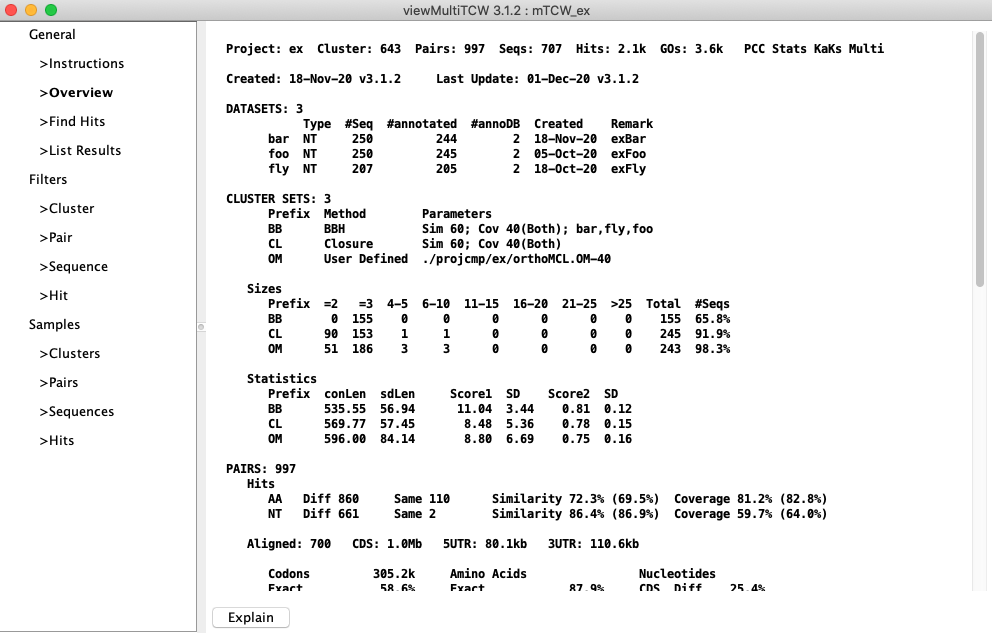 viewMultiTCW 3.1.2 : mTCW_ex
General
>Instructions
>Overview
>Find Hits
>List Results
Filters
>Cluster
>Pair
>Sequence
>Hit
Samples
>Clusters
>Pairs
>Sequences
>Hits
Project: ex  Cluster: 643  Pairs: 997  Seqs: 707  Hits: 2.1k  GOs: 3.6k   PCC Stats KaKs Multi
Created: 18-Nov-20 v3.1.2     Last Update: 01-Dec-20 v3.1.2
DATASETS: 3
Type  #Seq  #annotated  #annoDB  Created    Remark
bar  NT     250         244        2  18-Nov-20  exBar
foo  NT     250         245        2  05-Oct-20  exFoo
fly  NT     207         205        2  18-Oct-20  exFly
CLUSTER SETS: 3
Prefix  Method        Parameters
BB      BBH           Sim 60; Cov 40(Both); bar,fly,foo
CL      Closure       Sim 60; Cov 40(Both)
OM      User Defined  ./projcmp/ex/orthoMCL.OM-40
Sizes
Prefix  =2   =3  4-5  6-10  11-15  16-20  21-25  >25  Total  #Seqs
BB       0  155    0     0      0      0      0    0    155  65.8%
CL      90  153    1     1      0      0      0    0    245  91.9%
OM      51  186    3     3      0      0      0    0    243  98.3%
Statistics
Prefix  conLen  sdLen     Score1  SD    Score2  SD
BB      535.55  56.94      11.04  3.44    0.81  0.12
CL      569.77  57.45       8.48  5.36    0.78  0.15
OM      596.00  84.14       8.80  6.69    0.75  0.16
PAIRS: 997
Hits
AA   Diff 860     Same 110      Similarity 72.3% (69.5%)  Coverage 81.2% (82.8%)
NT   Diff 661     Same 2        Similarity 86.4% (86.9%)  Coverage 59.7% (64.0%)
Aligned: 700   CDS: 1.0Mb   5UTR: 80.1kb   3UTR: 110.6kb
Codons         305.2k     Amino Acids                Nucleotides
Exact           58.6%     Exact            87.9%     CDS  Diff    25.4%
Explain